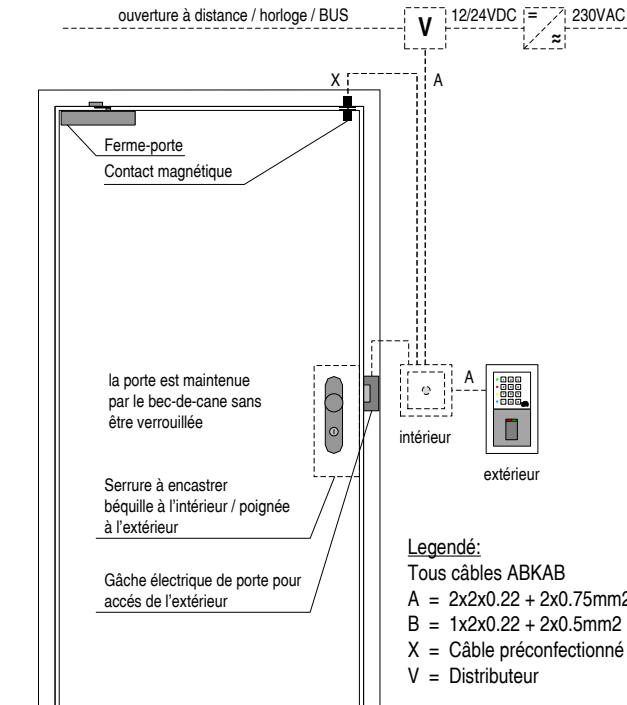 ouverture à distance / horloge / BUS
V
12/24VDC
=
≈
230VAC
X
A
Ferme-porte
Contact magnétique
la porte est maintenue
par le bec-de-cane sans
être verrouillée
A
intérieur
extérieur
Serrure à encastrer
béquille à l'intérieur / poignée
à l'extérieur
Gâche électrique de porte pour
accés de l'extérieur
Legendé:
Tous câbles ABKAB
A = 2x2x0.22 + 2x0.75mm2
B = 1x2x0.22 + 2x0.5mm2
X = Câble préconfectionné
V = Distributeur